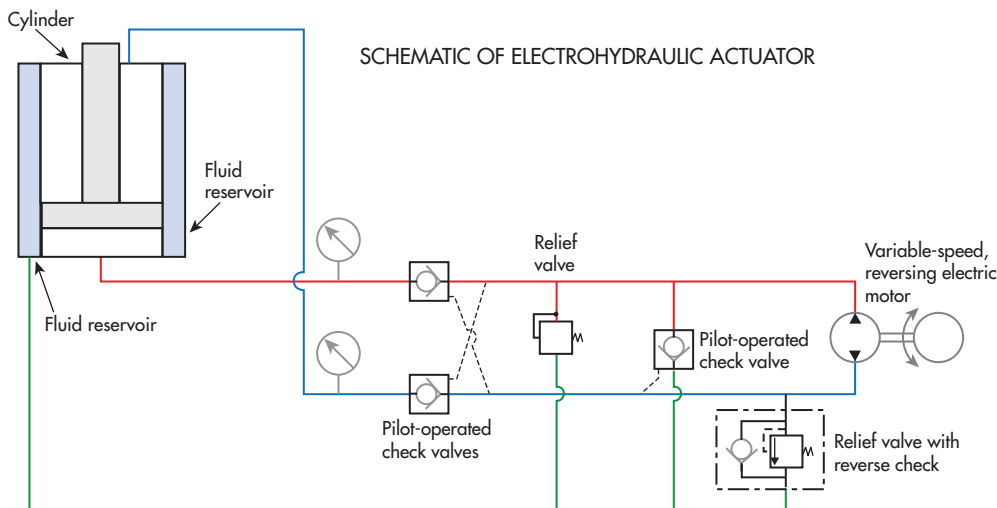 Cylinder
SCHEMATIC OF ELECTROHYDRAULIC ACTUATOR
Fluid
reservoir
Relief
valve
Variable-speed,
reversing electric
motor
Fluid reservoir
Pilot-operated
check valve
Pilot-operated
check valves
Relief valve with
reverse check